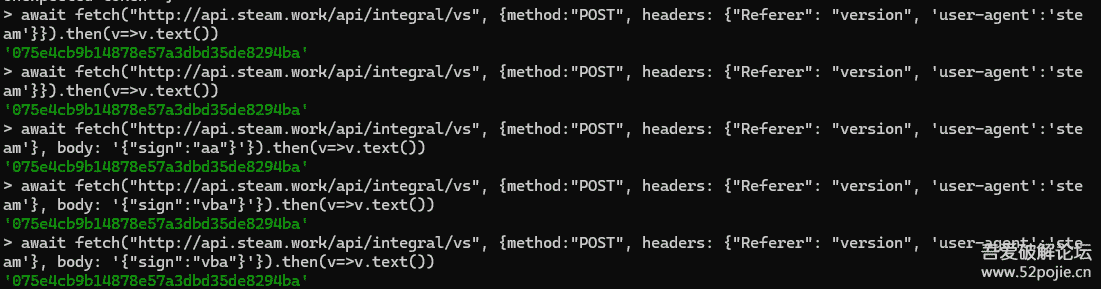 > await fetch("http://api.steam.work/api/integral/vs", {method:"POST", headers: {"Referer": "version", 'user-agent':'ste
am'}}).then(v=>v.text())
'075e4cb9b14878e57a3dbd35de8294ba'
> await fetch("http://api.steam.work/api/integral/vs", {method:"POST", headers: {"Referer": "version", 'user-agent':'ste
am'}}).then(v=>v.text())
'075e4cb9b14878e57a3dbd35de8294ba'
> await fetch("http://api.steam.work/api/integral/vs", {method:"POST", headers: {"Referer": "version", 'user-agent':'ste
am'}, body: '{"sign":"aa"}'}).then(v=>v.text())
'075e4cb9b14878e57a3dbd35de8294ba'
> await fetch("http://api.steam.work/api/integral/vs", {method:"POST", headers: {"Referer": "version", 'user-agent':'ste
am'}, body: '{"sign":"vba"}'}).then(v=>v.text())
'075e4cb9b14878e57a3dbd35de8294ba'
> await fetch("http://api.steam.work/api/integral/vs", {method:"POST", headers: {"Referer": "version", 'user-agent':'ste
am'}, body: '{"sign":"vba"}'}).then(v=>v.text())
'075e4cb9b14878e57a3dbd35de8294ba'
吾爱破解论坛
www.52pojie.cn